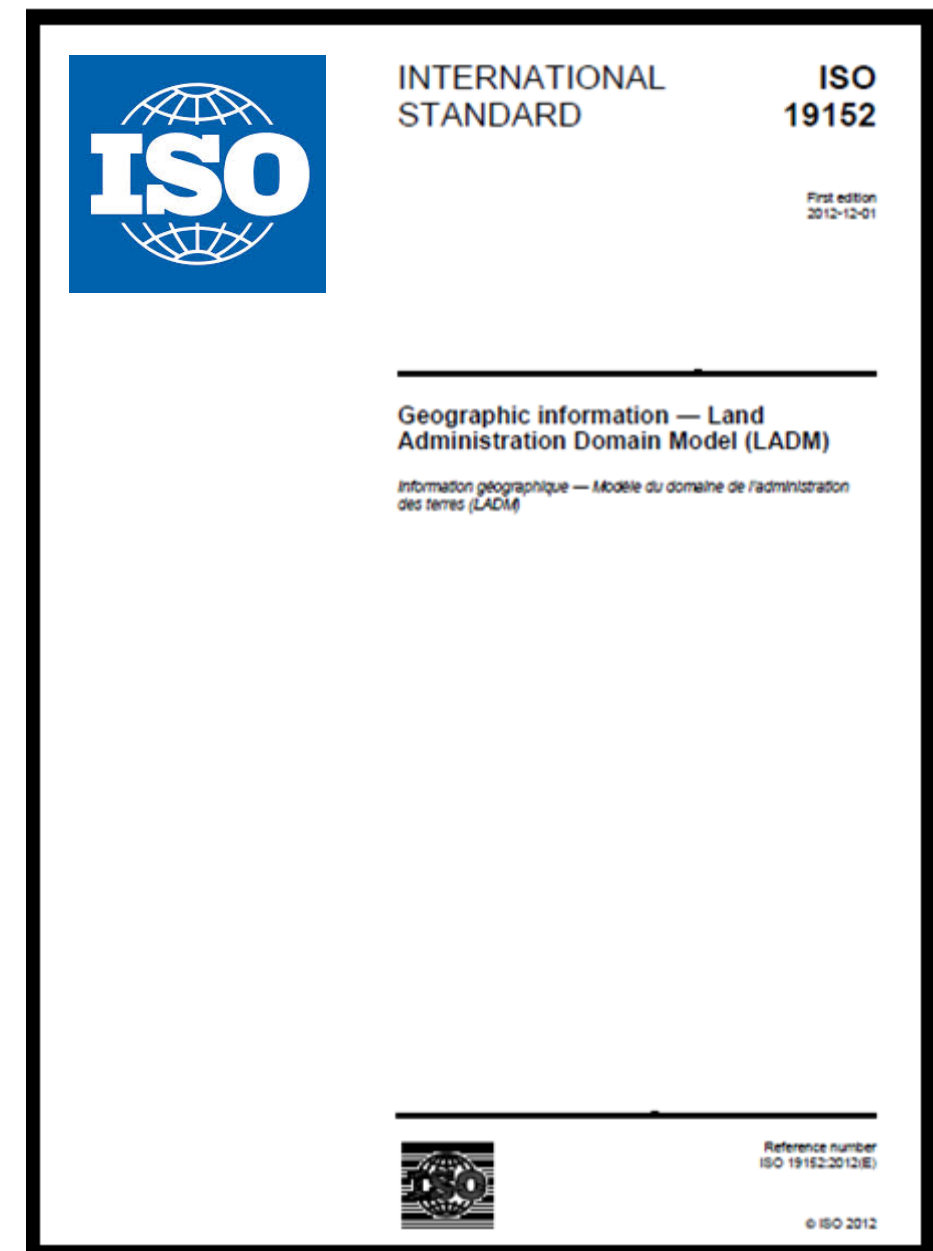 ISO
INTERNATIONAL
STANDARD
ISO
19152
First edition
2012-12-01
Geographic information — Land
Administration Domain Model (LADM)
Information géographique — Modèle du domaine de l'administration
des terres (LADM)
ISO
Reference number
ISO 19152:2012(E)
© ISO 2012